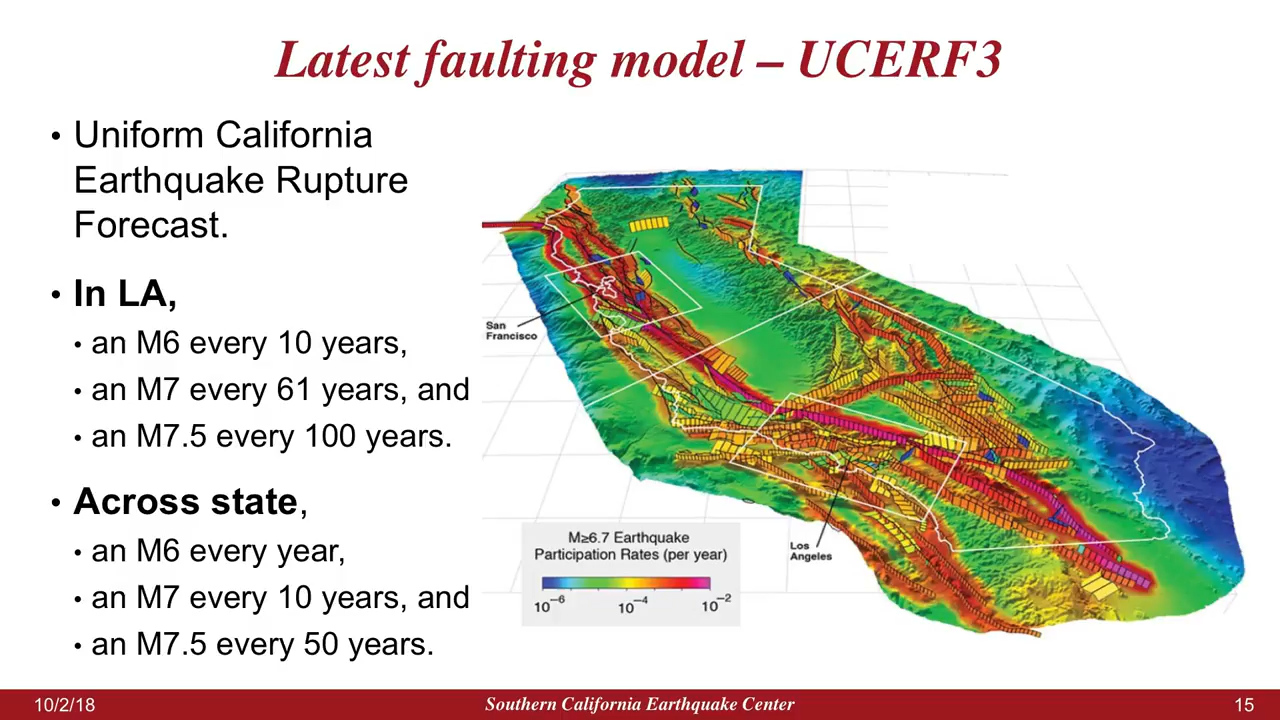 Latest faulting model – UCERF3
• Uniform California
Earthquake Rupture
Forecast.
• In LA,
• an M6 every 10 years,
• an M7 every 61 years, and
• an M7.5 every 100 years.
• Across state,
• an M6 every year,
• an M7 every 10 years, and
• an M7.5 every 50 years.
San
Francisco
Los
Angeles
M≥6.7 Earthquake
Participation Rates (per year)
10⁻⁶ 10⁻⁴ 10⁻²
10/2/18 Southern California Earthquake Center 15